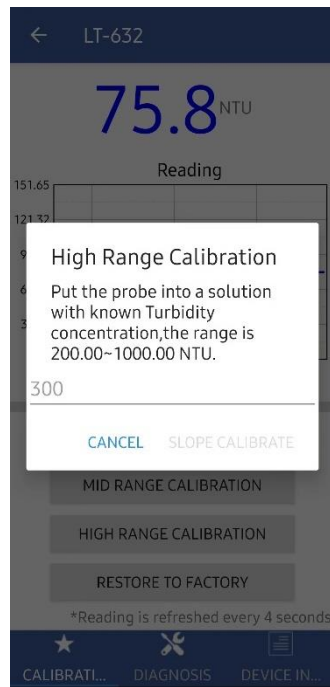 LT-632
75.8 NTU
Reading
151.65
121.32
High Range Calibration
Put the probe into a solution
with known Turbidity
concentration,the range is
200.00~1000.00 NTU.
300
CANCEL SLOPE CALIBRATE
MID RANGE CALIBRATION
HIGH RANGE CALIBRATION
RESTORE TO FACTORY
*Reading is refreshed every 4 seconds
CALIBRATI... DIAGNOSIS DEVICE IN...